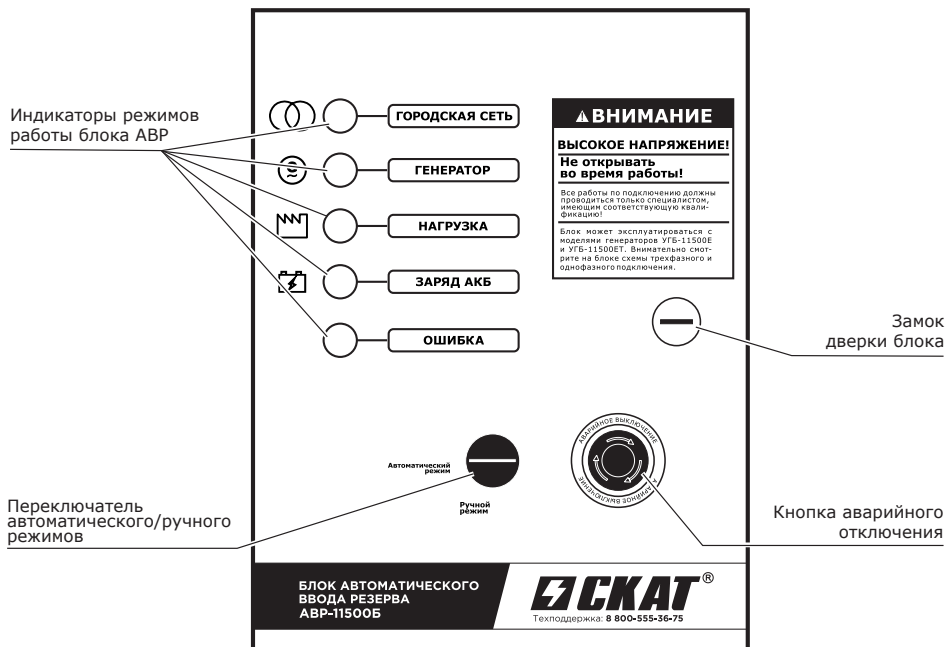 Индикаторы режимов
работы блока АВР
ГОРОДСКАЯ СЕТЬ
ГЕНЕРАТОР
НАГРУЗКА
ЗАРЯД АКБ
ОШИБКА
ВНИМАНИЕ
ВЫСОКОЕ НАПРЯЖЕНИЕ!
Не открывать
во время работы!
Все работы по подключению должны
проводиться только специалистом,
имеющим соответствующую квали-
фикацию!
Блок может эксплуатироваться с
моделями генераторов УГБ-11500Е
и УГБ-11500ЕТ. Внимательно смот-
рите на блоке схемы трехфазного и
однофазного подключения.
Замок
дверки блока
Автоматический
режим
Ручной
режим
АВАРИЙНОЕ ВЫКЛЮЧЕНИЕ
АВАРИЙНОЕ ВЫКЛЮЧЕНИЕ
Переключатель
автоматического/ручного
режимов
Кнопка аварийного
отключения
БЛОК АВТОМАТИЧЕСКОГО
ВВОДА РЕЗЕРВА
АВР-11500Б
СКАТ®
Техподдержка: 8 800-555-36-75